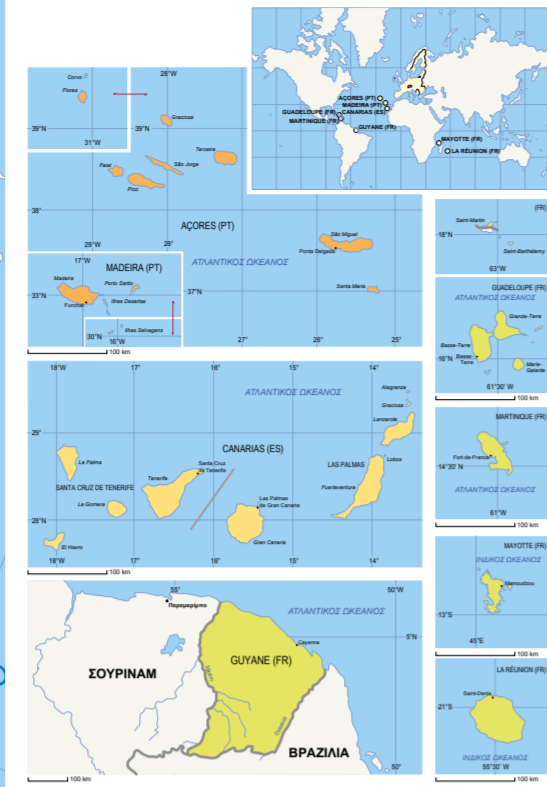 AÇORES (PT)
MADEIRA (PT)
CANARIAS (ES)
GUADELOUPE (FR)
MARTINIQUE (FR)
GUYANE (FR)
MAYOTTE (FR)
LA RÉUNION (FR)
Corvo
Flores
28°W
Graciosa
39°N
39°N
31°W
Terceira
Faial
São Jorge
Pico
38°
29°W
28°
AÇORES (PT)
São Miguel
Ponta Delgada
ΑΤΛΑΝΤΙΚΟΣ ΩΚΕΑΝΟΣ
37°N
Santa Maria
27°
26°
25°
17°W
MADEIRA (PT)
Madeira
Porto Santo
33°N
Ilhas Desertas
Funchal
Ilhas Selvagens
30°N
16°W
100 km
(FR)
Saint-Martin
18°N
Saint-Barthélemy
63°W
GUADELOUPE (FR)
ΑΤΛΑΝΤΙΚΟΣ ΩΚΕΑΝΟΣ
Grande-Terre
Basse-Terre
16°N
Basse-
Terre
Marie-
Galante
61°30' W
100 km
18°W
17°
16°
15°
14°
ΑΤΛΑΝΤΙΚΟΣ ΩΚΕΑΝΟΣ
Alegranza
Graciosa
Lanzarote
29°
CANARIAS (ES)
Lobos
La Palma
Santa Cruz
de Tenerife
LAS PALMAS
Tenerife
Fuerteventura
SANTA CRUZ DE TENERIFE
La Gomera
Las Palmas
de Gran Canaria
28°N
Gran Canaria
El Hierro
18°W
17°
16°
15°
14°
100 km
MARTINIQUE (FR)
Fort-de-France
14°30' N
ΑΤΛΑΝΤΙΚΟΣ ΩΚΕΑΝΟΣ
61°W
100 km
MAYOTTE (FR)
ΙΝΔΙΚΟΣ ΩΚΕΑΝΟΣ
Mamoudzou
13°S
45°E
100 km
55°
50°W
Παραμαρίμπο
ΑΤΛΑΝΤΙΚΟΣ ΩΚΕΑΝΟΣ
5°N
Cayenne
ΣΟΥΡΙΝΑΜ
GUYANE (FR)
Maroni
Oiapoque
ΒΡΑΖΙΛΙΑ
50°
100 km
LA RÉUNION (FR)
Saint-Denis
21°S
ΙΝΔΙΚΟΣ ΩΚΕΑΝΟΣ
55°30' W
100 km